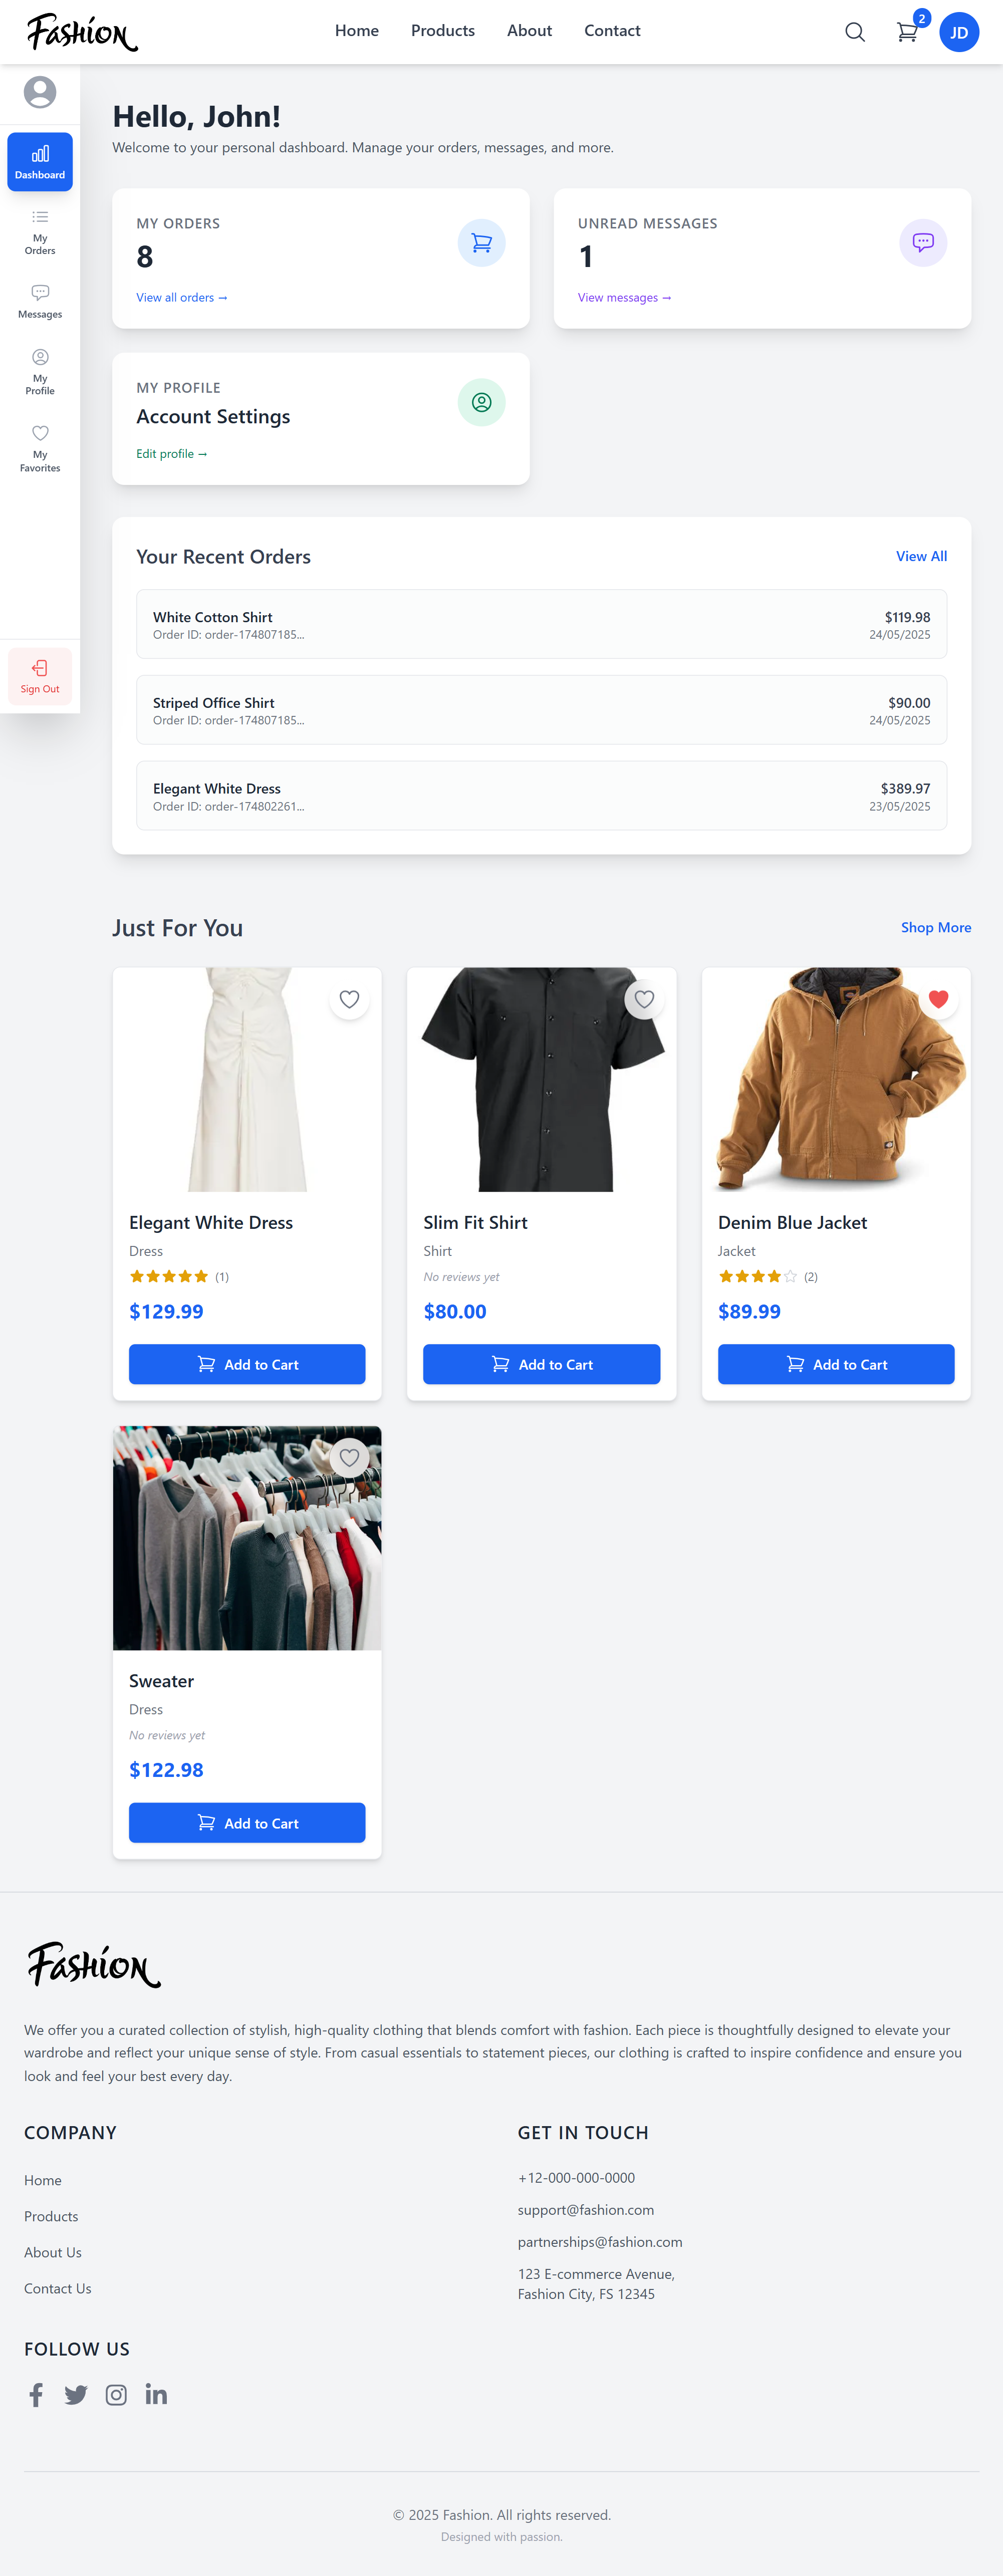 Fashion
Home
Products
About
Contact
2
JD
Dashboard
My
Orders
Messages
My
Profile
My
Favorites
Sign Out
Hello, John!
Welcome to your personal dashboard. Manage your orders, messages, and more.
MY ORDERS
8
View all orders →
UNREAD MESSAGES
1
View messages →
MY PROFILE
Account Settings
Edit profile →
Your Recent Orders
View All
White Cotton Shirt
$119.98
Order ID: order-174807185...
24/05/2025
Striped Office Shirt
$90.00
Order ID: order-174807185...
24/05/2025
Elegant White Dress
$389.97
Order ID: order-174802261...
23/05/2025
Just For You
Shop More
Elegant White Dress
Dress
(1)
$129.99
Add to Cart
Slim Fit Shirt
Shirt
No reviews yet
$80.00
Add to Cart
Denim Blue Jacket
Jacket
(2)
$89.99
Add to Cart
Sweater
Dress
No reviews yet
$122.98
Add to Cart
Fashion
We offer you a curated collection of stylish, high-quality clothing that blends comfort with fashion. Each piece is thoughtfully designed to elevate your
wardrobe and reflect your unique sense of style. From casual essentials to statement pieces, our clothing is crafted to inspire confidence and ensure you
look and feel your best every day.
COMPANY
Home
Products
About Us
Contact Us
GET IN TOUCH
+12-000-000-0000
support@fashion.com
partnerships@fashion.com
123 E-commerce Avenue,
Fashion City, FS 12345
FOLLOW US
© 2025 Fashion. All rights reserved.
Designed with passion.